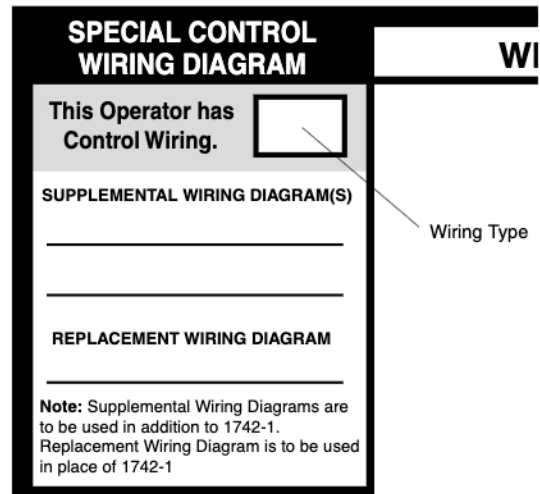 SPECIAL CONTROL
WIRING DIAGRAM
This Operator has
Control Wiring.
SUPPLEMENTAL WIRING DIAGRAM(S)
REPLACEMENT WIRING DIAGRAM
Note: Supplemental Wiring Diagrams are
to be used in addition to 1742-1.
Replacement Wiring Diagram is to be used
in place of 1742-1
Wiring Type